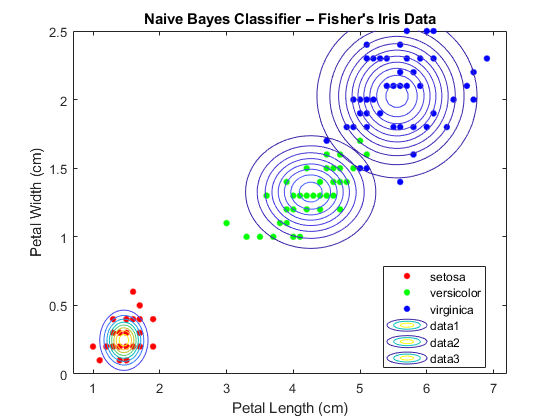 Naive Bayes Classifier – Fisher's Iris Data
2.5
2
1.5
1
0.5
0
Petal Width (cm)
setosa
versicolor
virginica
data1
data2
data3
1 2 3 4 5 6 7
Petal Length (cm)